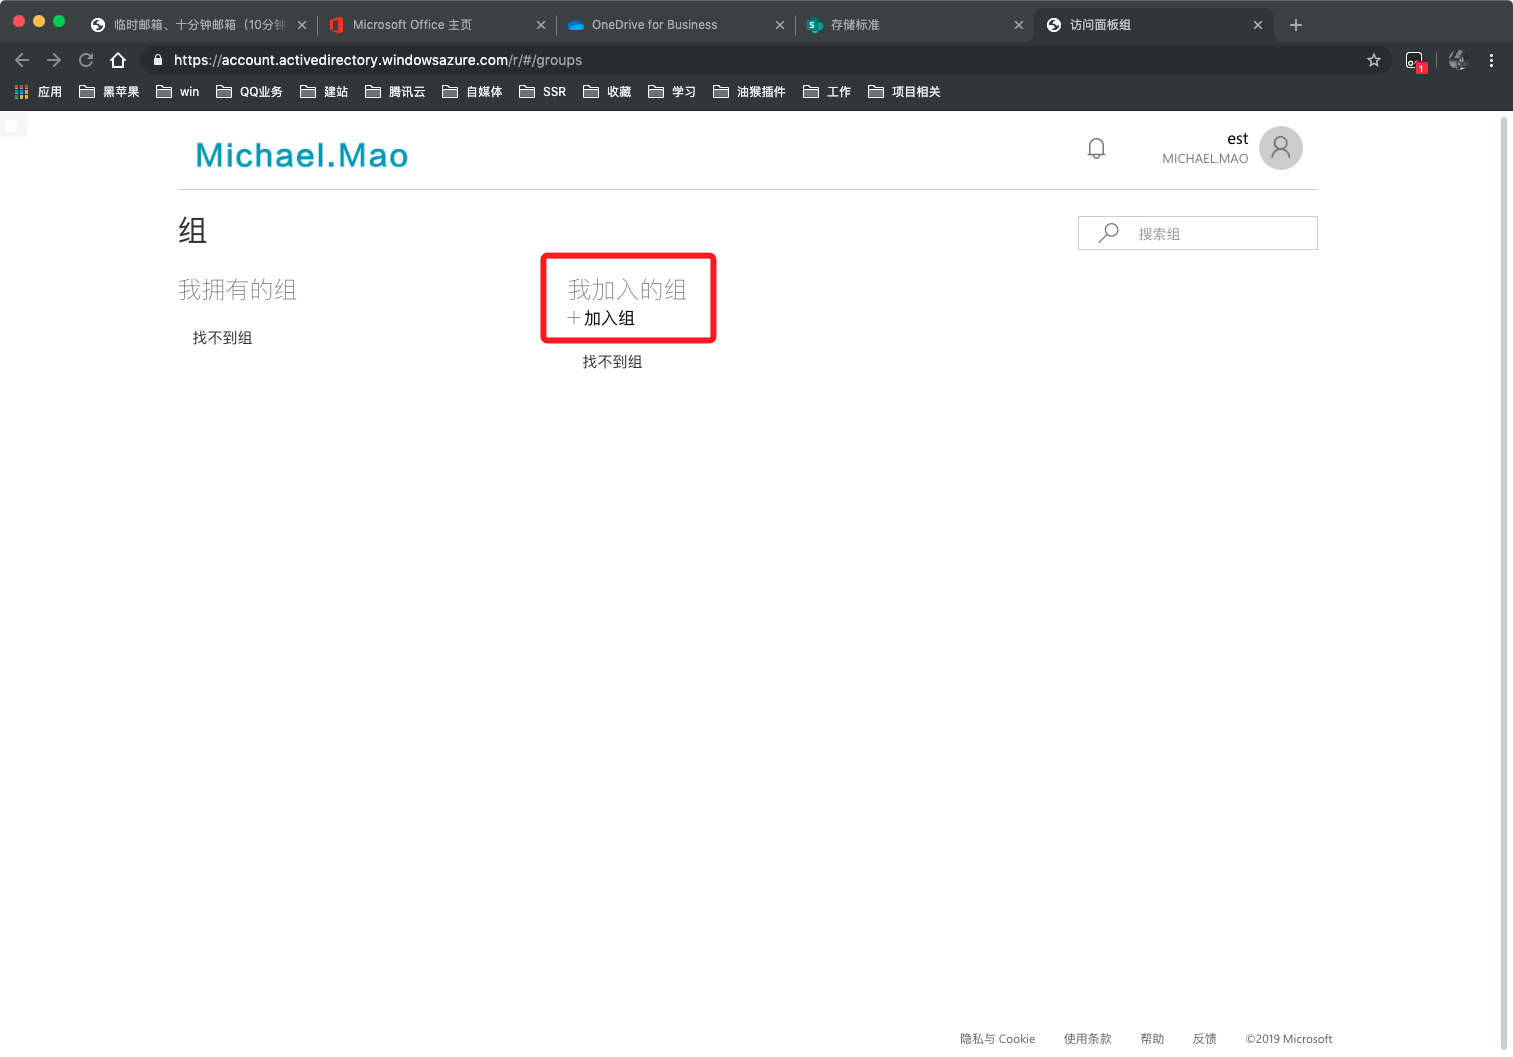 临时邮箱、十分钟邮箱（10分钟
Microsoft Office 主页
OneDrive for Business
存储标准
访问面板组
https://account.activedirectory.windowsazure.com/r/#/groups
1
应用 黑苹果 win QQ业务 建站 腾讯云 自媒体 SSR 收藏 学习 油猴插件 工作 项目相关
Michael.Mao
est
MICHAEL.MAO
组
搜索组
我拥有的组
找不到组
我加入的组
加入组
找不到组
隐私与 Cookie 使用条款 帮助 反馈 ©2019 Microsoft